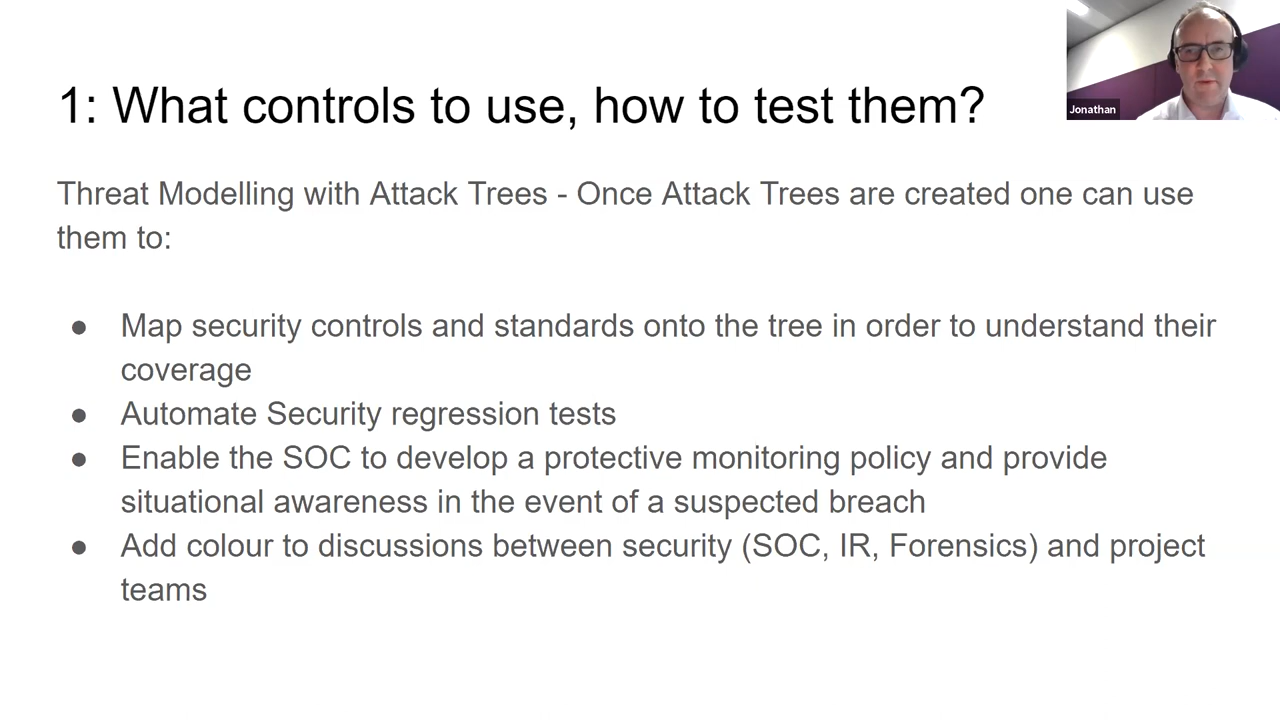 Jonathan
1: What controls to use, how to test them?
Threat Modelling with Attack Trees - Once Attack Trees are created one can use
them to:
● Map security controls and standards onto the tree in order to understand their
coverage
● Automate Security regression tests
● Enable the SOC to develop a protective monitoring policy and provide
situational awareness in the event of a suspected breach
● Add colour to discussions between security (SOC, IR, Forensics) and project
teams